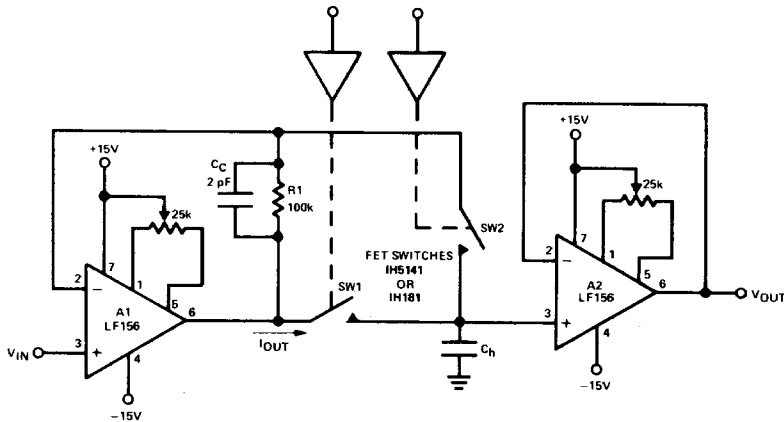 +15V
25k
2
7
1
5
A1
LF156
6
3
4
VIN
−15V
CC
2 pF
R1
100k
IOUT
SW1
SW2
FET SWITCHES
IH5141
OR
IH181
Ch
+15V
25k
2
7
1
5
A2
LF156
6
3
4
−15V
VOUT